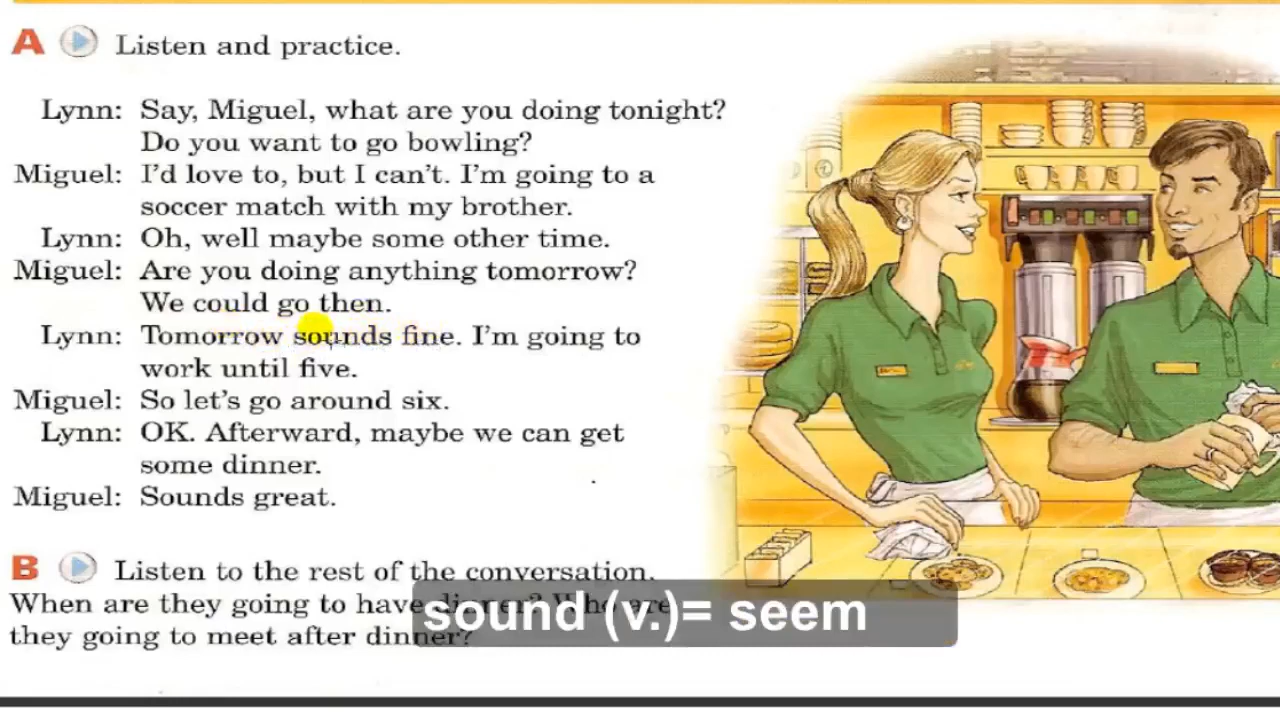 A Listen and practice.
Lynn: Say, Miguel, what are you doing tonight?
Do you want to go bowling?
Miguel: I'd love to, but I can't. I'm going to a
soccer match with my brother.
Lynn: Oh, well maybe some other time.
Miguel: Are you doing anything tomorrow?
We could go then.
Lynn: Tomorrow sounds fine. I'm going to
work until five.
Miguel: So let's go around six.
Lynn: OK. Afterward, maybe we can get
some dinner.
Miguel: Sounds great.
B Listen to the rest of the conversation.
When are they going to have dinner? Who are
they going to meet after dinner?
sound (v.)= seem